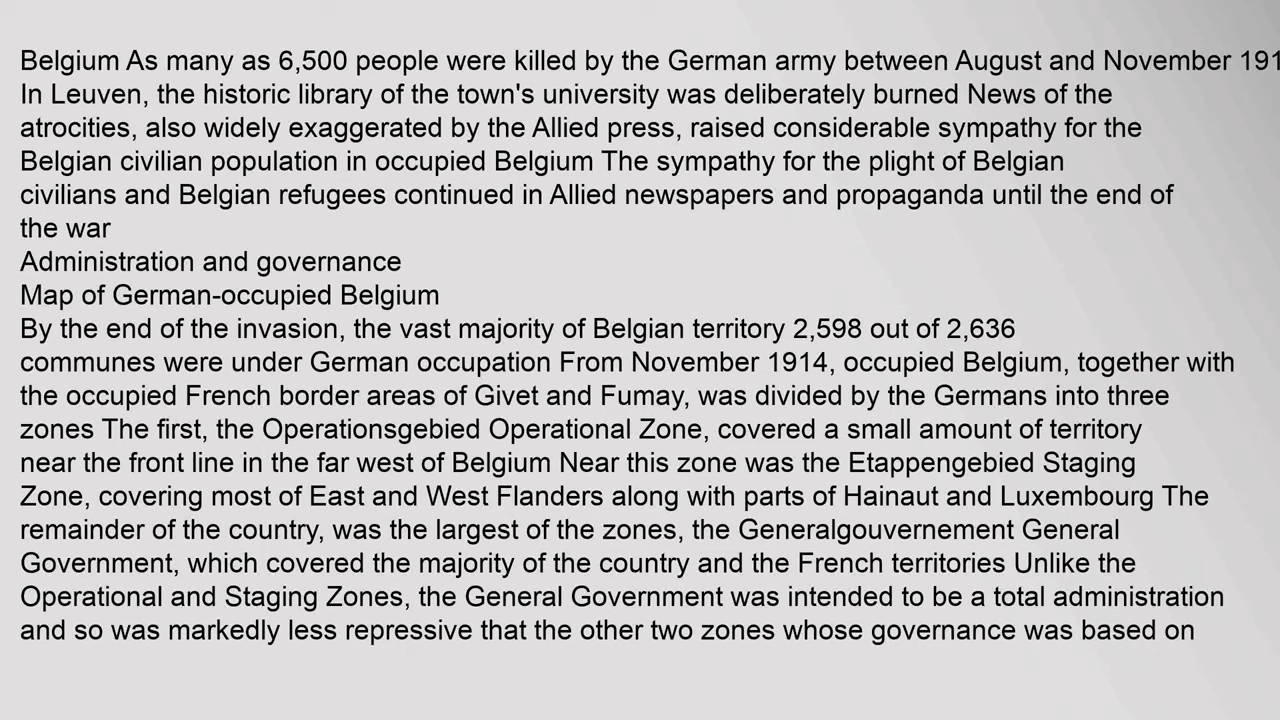 Belgium As many as 6,500 people were killed by the German army between August and November 191
In Leuven, the historic library of the town's university was deliberately burned News of the
atrocities, also widely exaggerated by the Allied press, raised considerable sympathy for the
Belgian civilian population in occupied Belgium The sympathy for the plight of Belgian
civilians and Belgian refugees continued in Allied newspapers and propaganda until the end of
the war
Administration and governance
Map of German-occupied Belgium
By the end of the invasion, the vast majority of Belgian territory 2,598 out of 2,636
communes were under German occupation From November 1914, occupied Belgium, together with
the occupied French border areas of Givet and Fumay, was divided by the Germans into three
zones The first, the Operationsgebied Operational Zone, covered a small amount of territory
near the front line in the far west of Belgium Near this zone was the Etappengebied Staging
Zone, covering most of East and West Flanders along with parts of Hainaut and Luxembourg The
remainder of the country, was the largest of the zones, the Generalgouvernement General
Government, which covered the majority of the country and the French territories Unlike the
Operational and Staging Zones, the General Government was intended to be a total administration
and so was markedly less repressive that the other two zones whose governance was based on